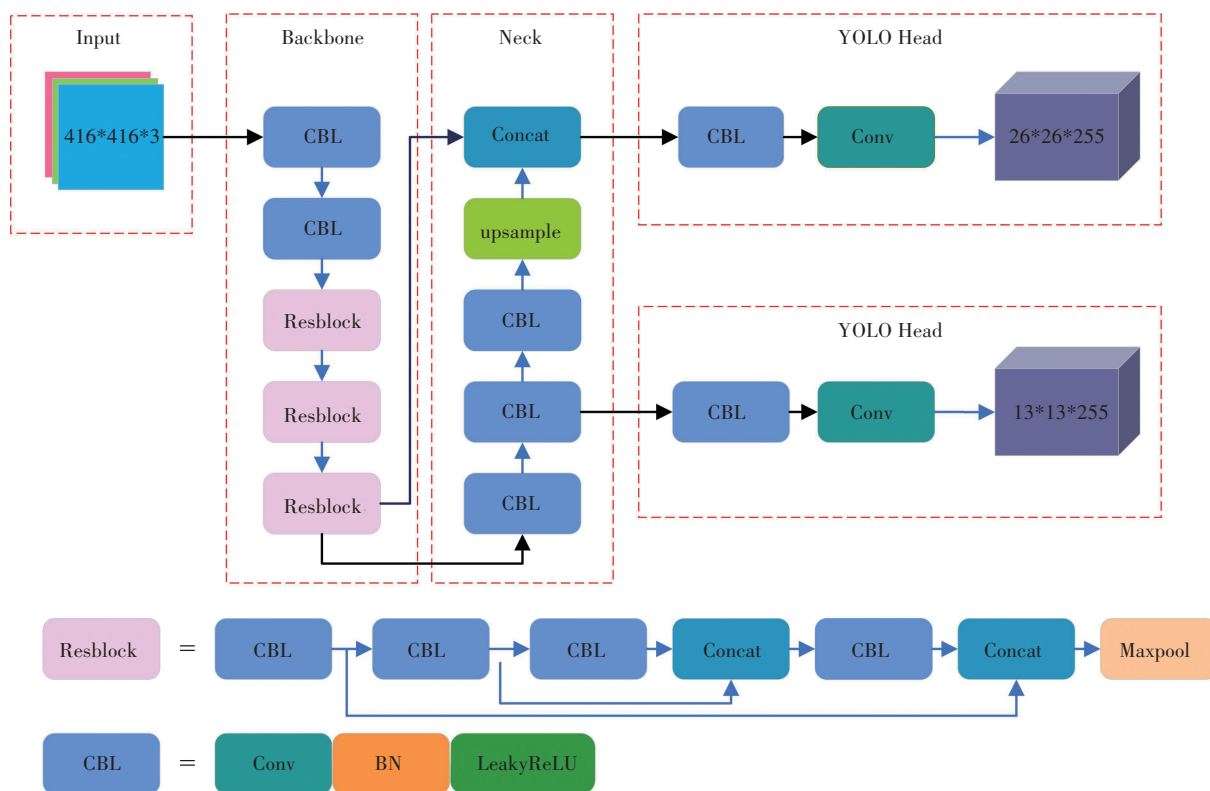 Input
Backbone
Neck
YOLO Head
416*416*3
CBL
Concat
CBL
Conv
26*26*255
CBL
upsample
Resblock
CBL
YOLO Head
Resblock
CBL
CBL
Conv
13*13*255
Resblock
CBL
Resblock = CBL CBL CBL Concat CBL Concat Maxpool
CBL = Conv BN LeakyReLU